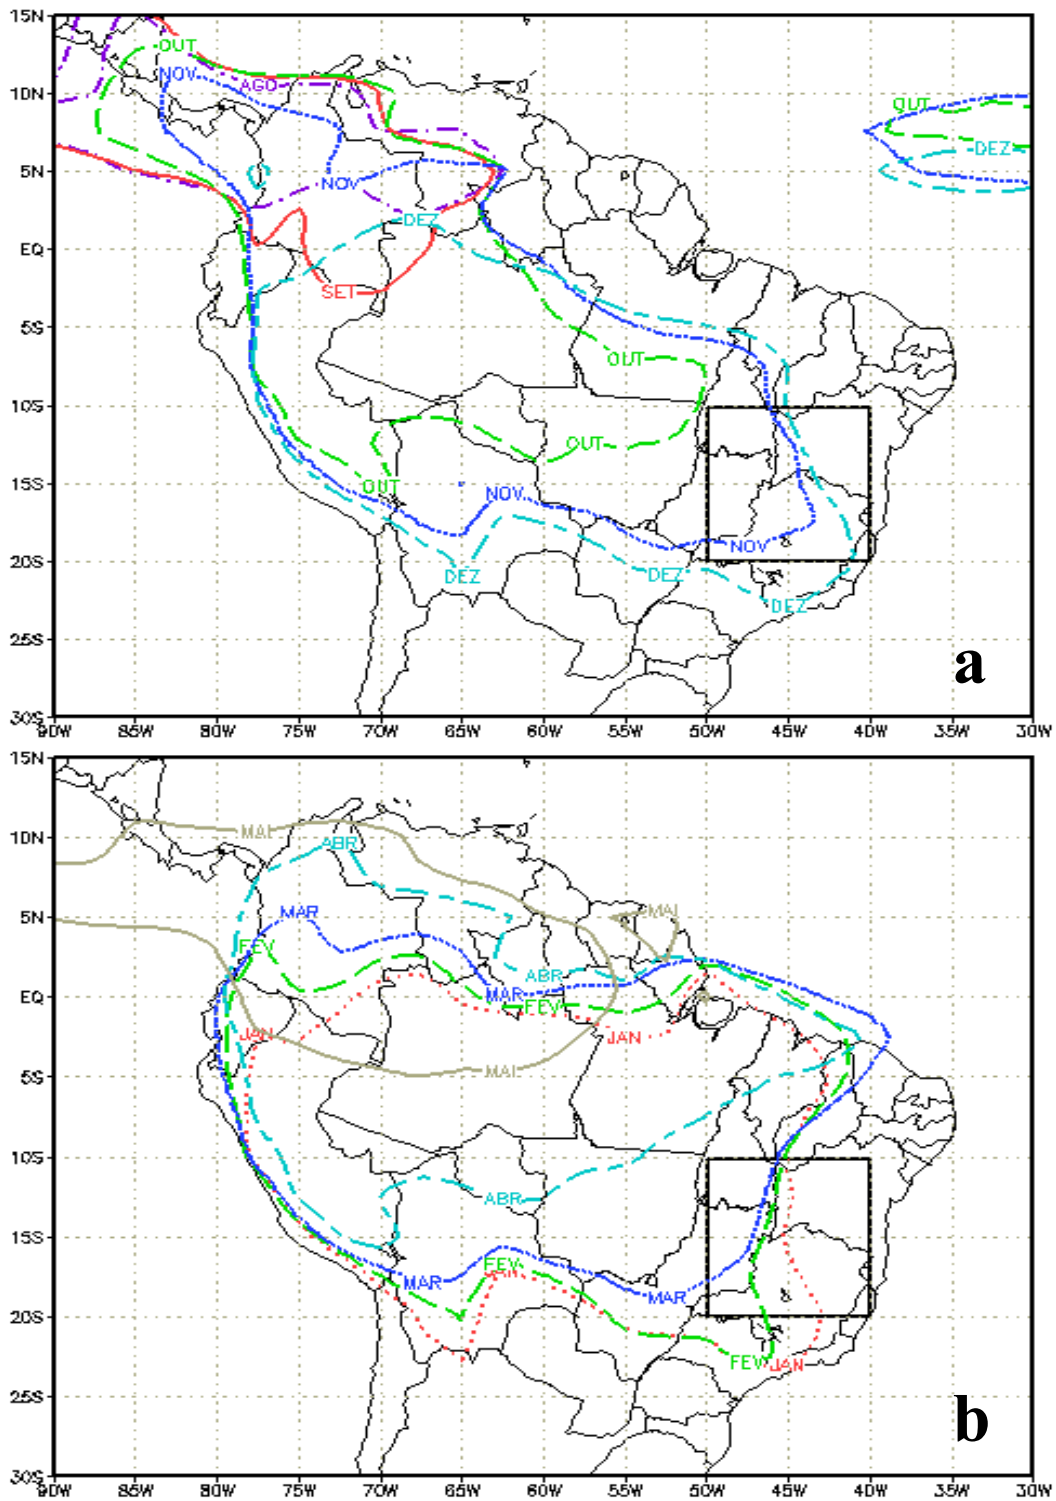 15N
OUT
NOV
AGO
10N
OUT
DEZ
5N
NOV
DEZ
EQ
SET
5S
OUT
10S
OUT
15S
OUT
NOV
NOV
20S
DEZ
DEZ
DEZ
25S
a
30S
90W 85W 80W 75W 70W 65W 60W 55W 50W 45W 40W 35W 30W
15N
MAI
10N
ABR
5N
MAR
MAI
FEV
ABR
EQ
MAR
FEV
JAN
JAN
MAI
5S
10S
ABR
15S
FEV
JAN
MAR
MAR
20S
FEV
JAN
25S
b
30S
90W 85W 80W 75W 70W 65W 60W 55W 50W 45W 40W 35W 30W